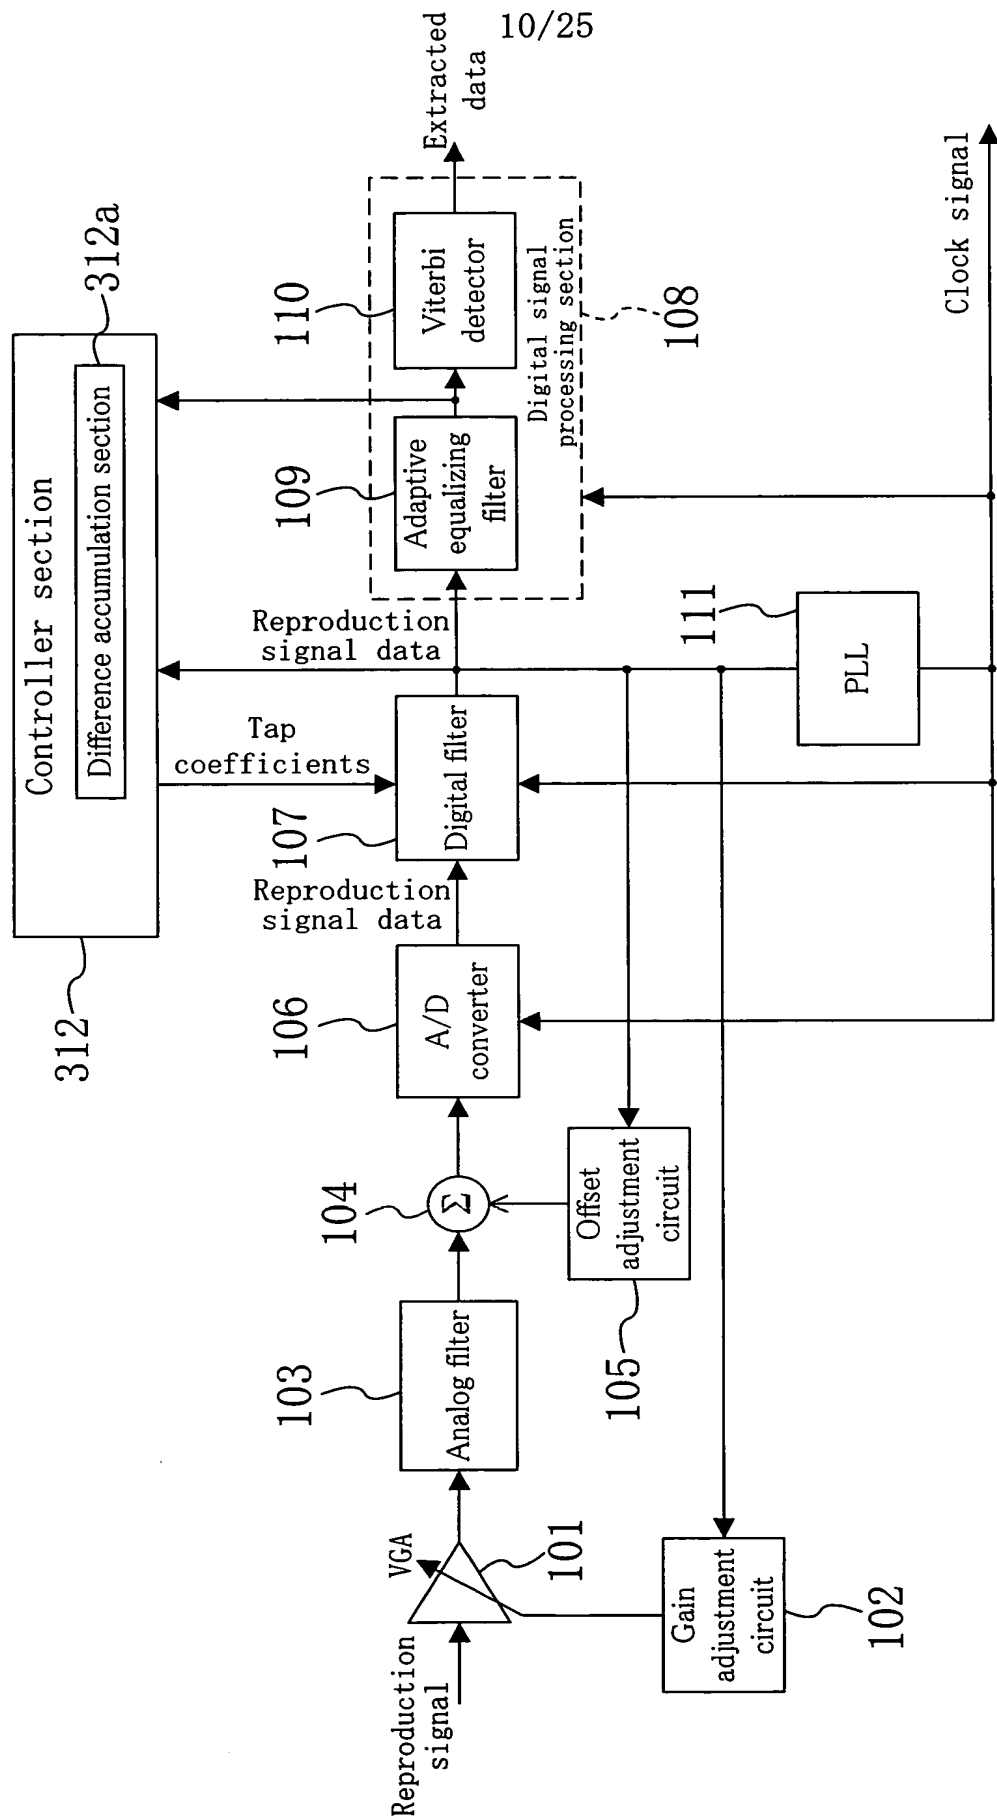 10/25
312
Controller section
Difference accumulation section
312a
Reproduction
signal
VGA
101
Gain
adjustment
circuit
102
103
Analog filter
104
Σ
Offset
adjustment
circuit
105
106
A/D
converter
Reproduction
signal data
107
Digital filter
Tap
coefficients
Reproduction
signal data
109
Adaptive
equalizing
filter
110
Viterbi
detector
Digital signal
processing section
108
Extracted
data
111
PLL
Clock signal